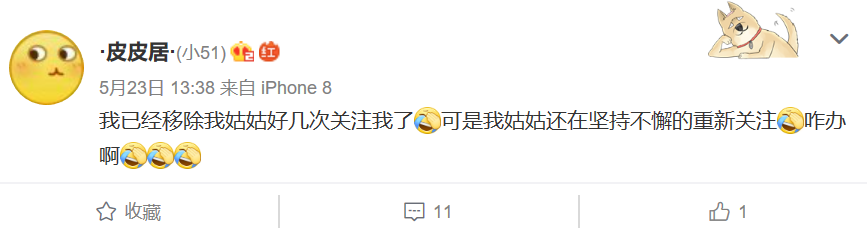 ·皮皮居·(小51)
5月23日 13:38 来自 iPhone 8
我已经移除我姑姑好几次关注我了可是我姑姑还在坚持不懈的重新关注咋办
啊
收藏 11 1